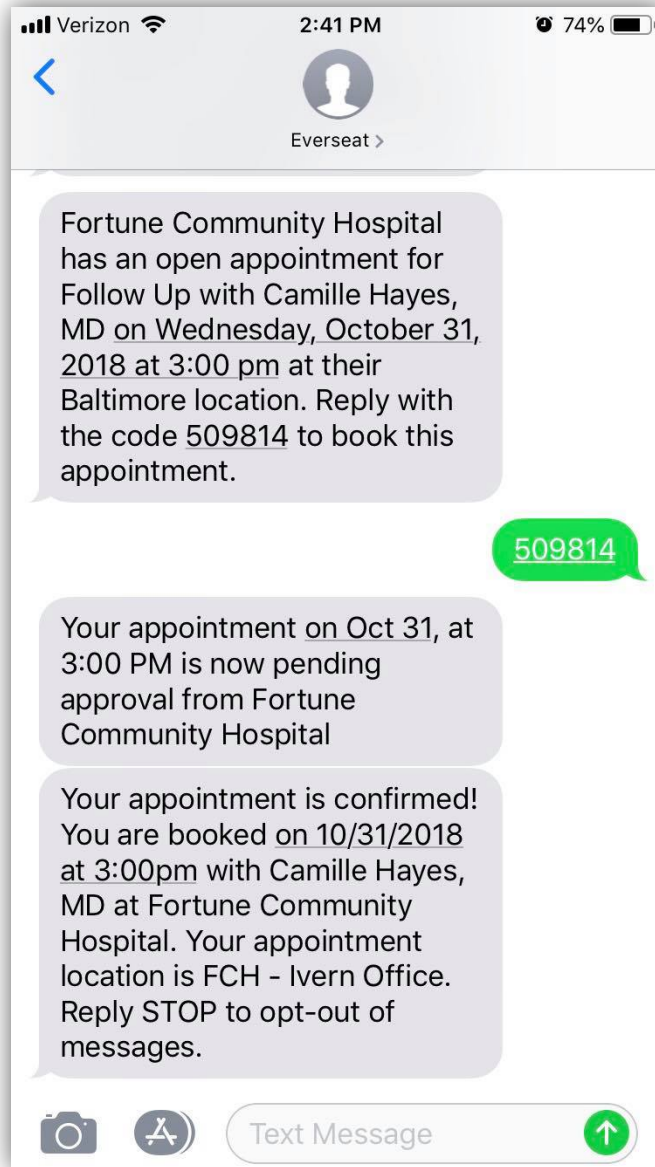 Verizon 2:41 PM 74%
Everseat >
Fortune Community Hospital
has an open appointment for
Follow Up with Camille Hayes,
MD on Wednesday, October 31,
2018 at 3:00 pm at their
Baltimore location. Reply with
the code 509814 to book this
appointment.
509814
Your appointment on Oct 31, at
3:00 PM is now pending
approval from Fortune
Community Hospital
Your appointment is confirmed!
You are booked on 10/31/2018
at 3:00pm with Camille Hayes,
MD at Fortune Community
Hospital. Your appointment
location is FCH - Ivern Office.
Reply STOP to opt-out of
messages.
Text Message